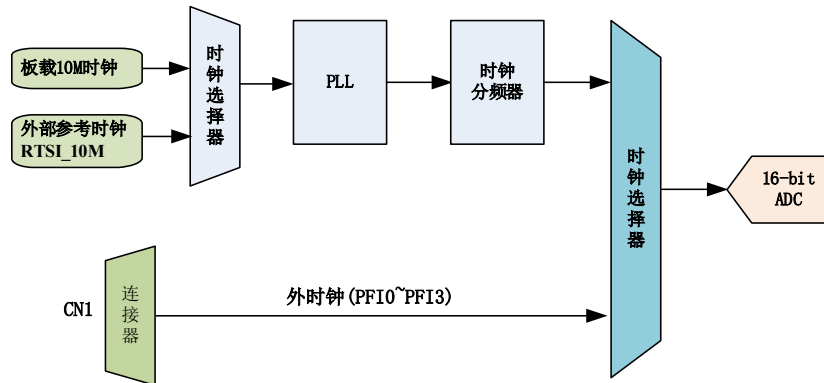 板载10M时钟
外部参考时钟
RTSI_10M
时钟选择器
PLL
时钟
分频器
时钟选择器
16-bit
ADC
CN1
连接器
外时钟(PFI0~PFI3)